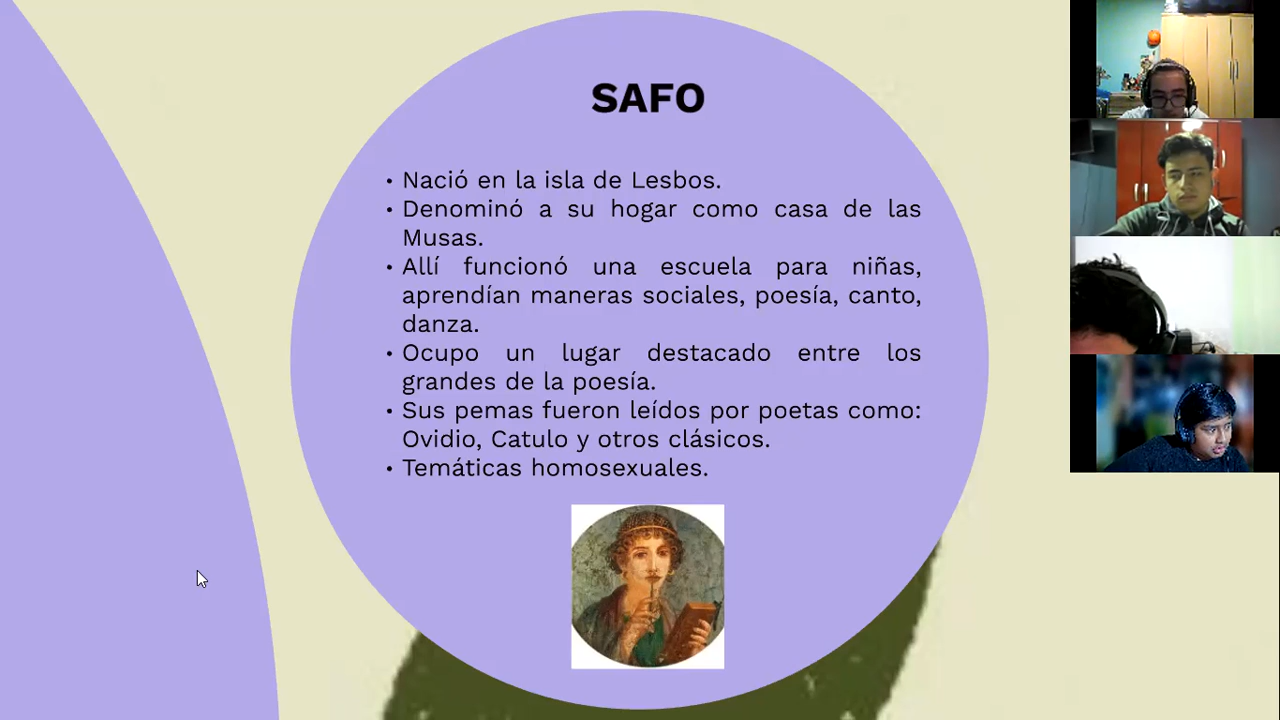 SAFO
• Nació en la isla de Lesbos.
• Denominó a su hogar como casa de las
Musas.
• Allí funcionó una escuela para niñas,
aprendían maneras sociales, poesía, canto,
danza.
• Ocupo un lugar destacado entre los
grandes de la poesía.
• Sus pemas fueron leídos por poetas como:
Ovidio, Catulo y otros clásicos.
• Temáticas homosexuales.